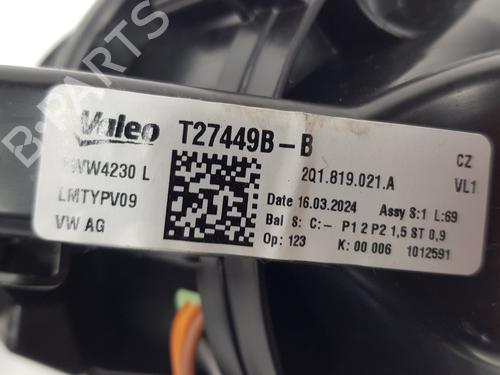 B-PARTS
Valeo T27449B-B
CZ
VW4230 L
2Q1.819.021.A
VL1
LMTYPV09
Date 16.03.2024 Assy S:1 L:69
VW AG
Bal S: C:- P1 2 P2 1,5 ST 0,9
Op: 123 K: 00 006 1012591